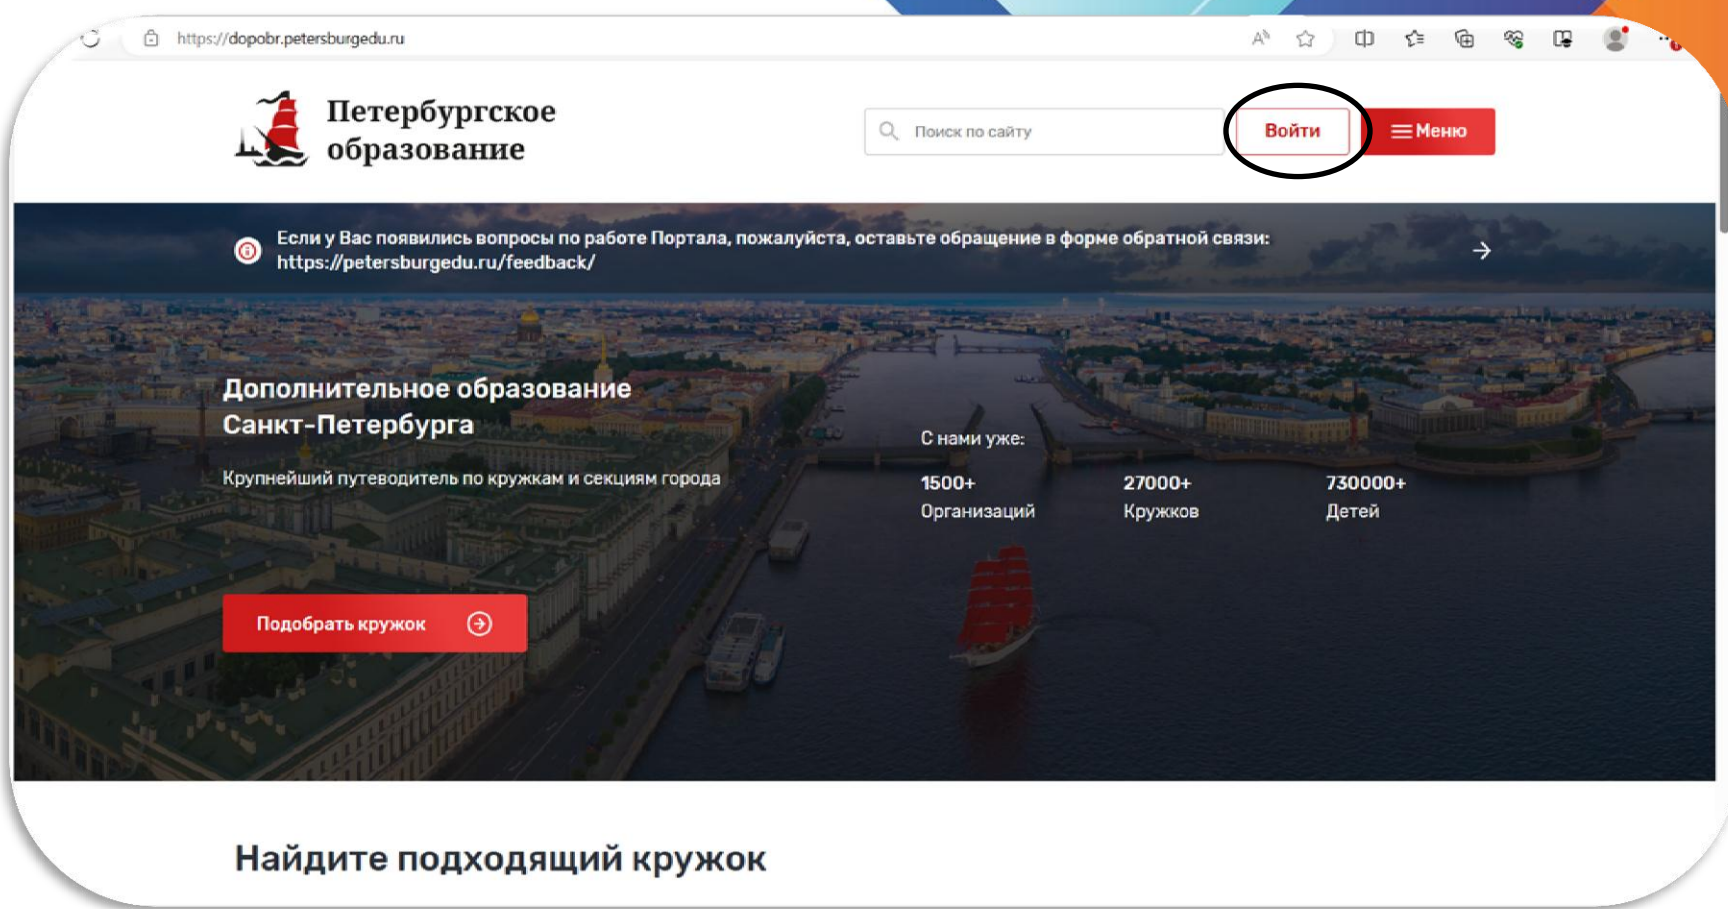 https://dopobr.petersburgedu.ru
Петербургское
образование
Поиск по сайту
Войти
Меню
Если у Вас появились вопросы по работе Портала, пожалуйста, оставьте обращение в форме обратной связи:
https://petersburgedu.ru/feedback/
Дополнительное образование
Санкт-Петербурга
Крупнейший путеводитель по кружкам и секциям города
С нами уже:
1500+ 27000+ 730000+
Организаций Кружков Детей
Подобрать кружок
Найдите подходящий кружок